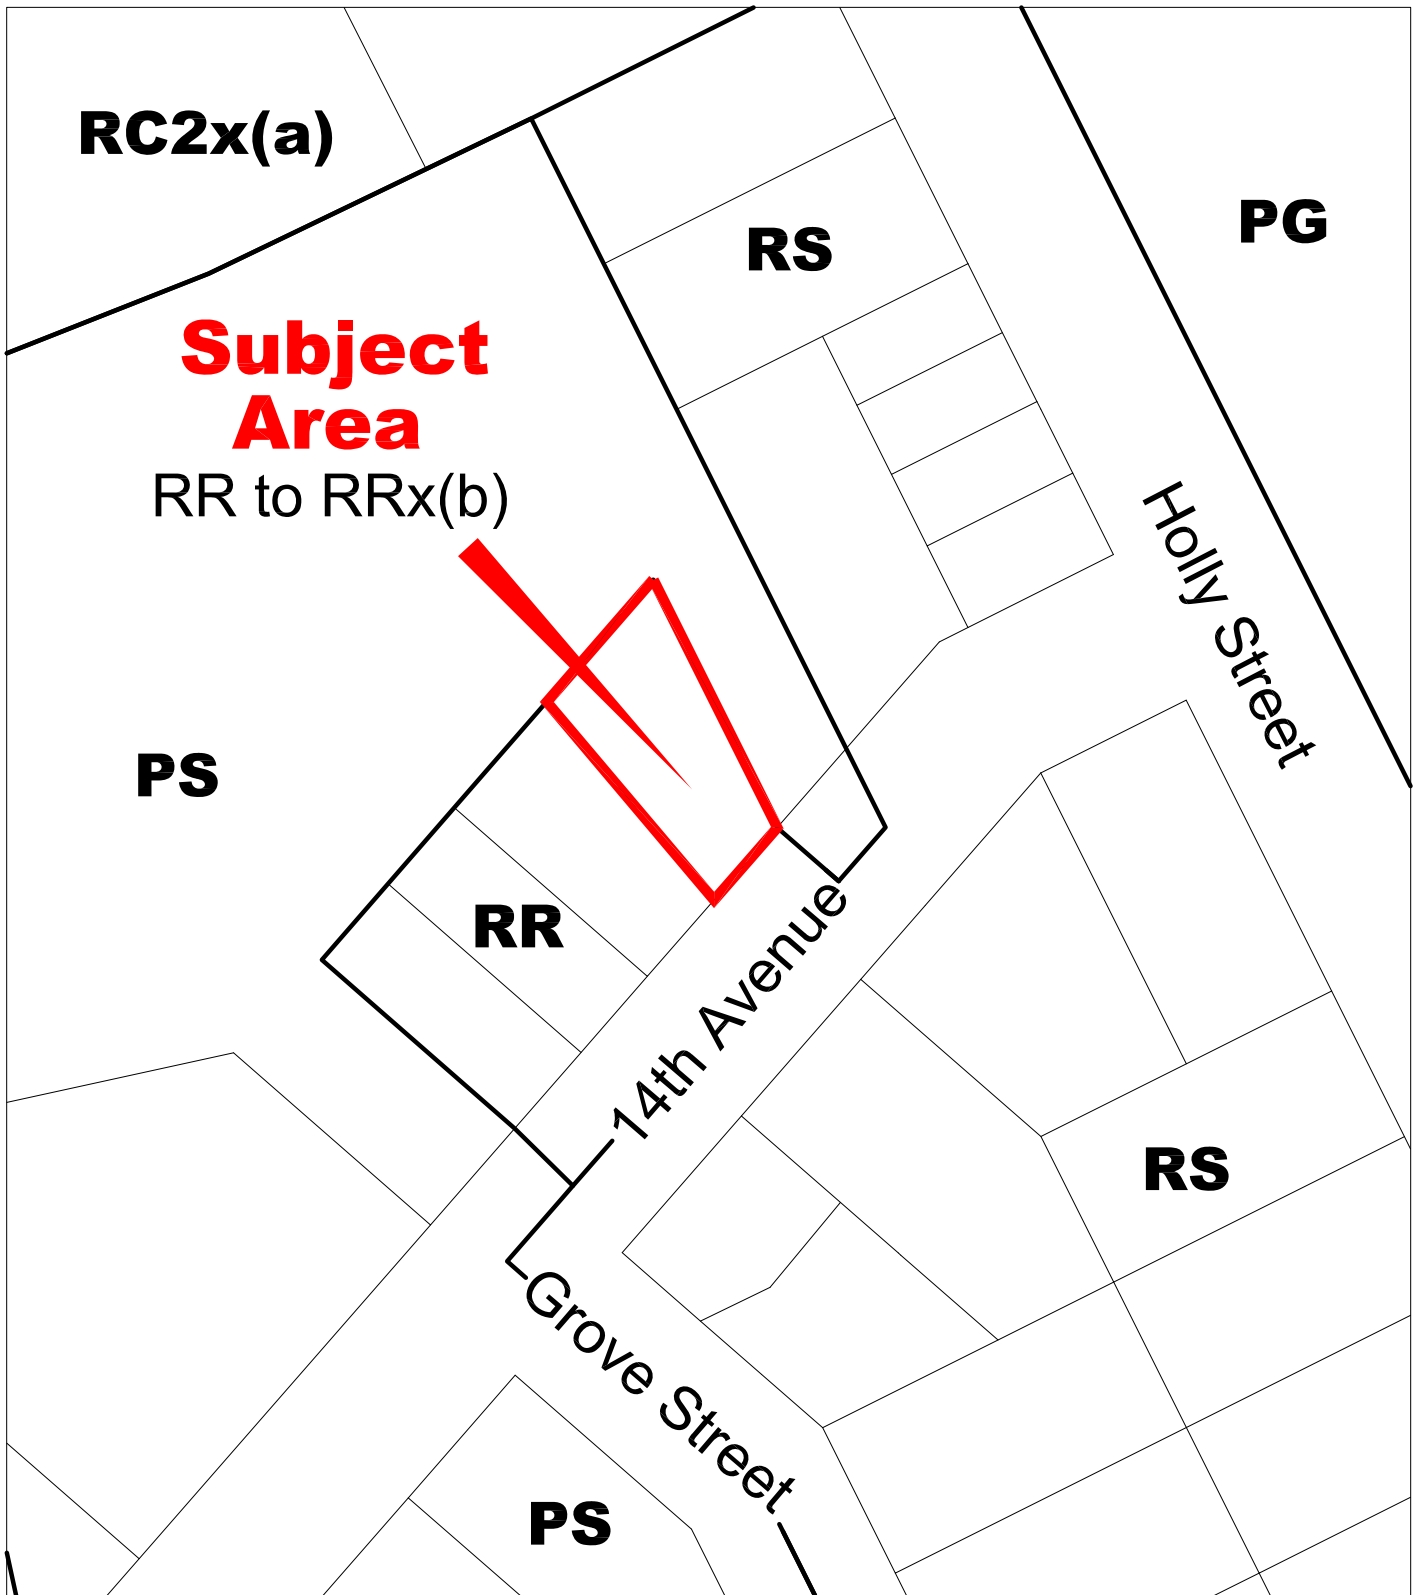 RC2x(a)
PG
RS
Subject
Area
RR to RRx(b)
Holly Street
PS
RR
14th Avenue
RS
Grove Street
PS